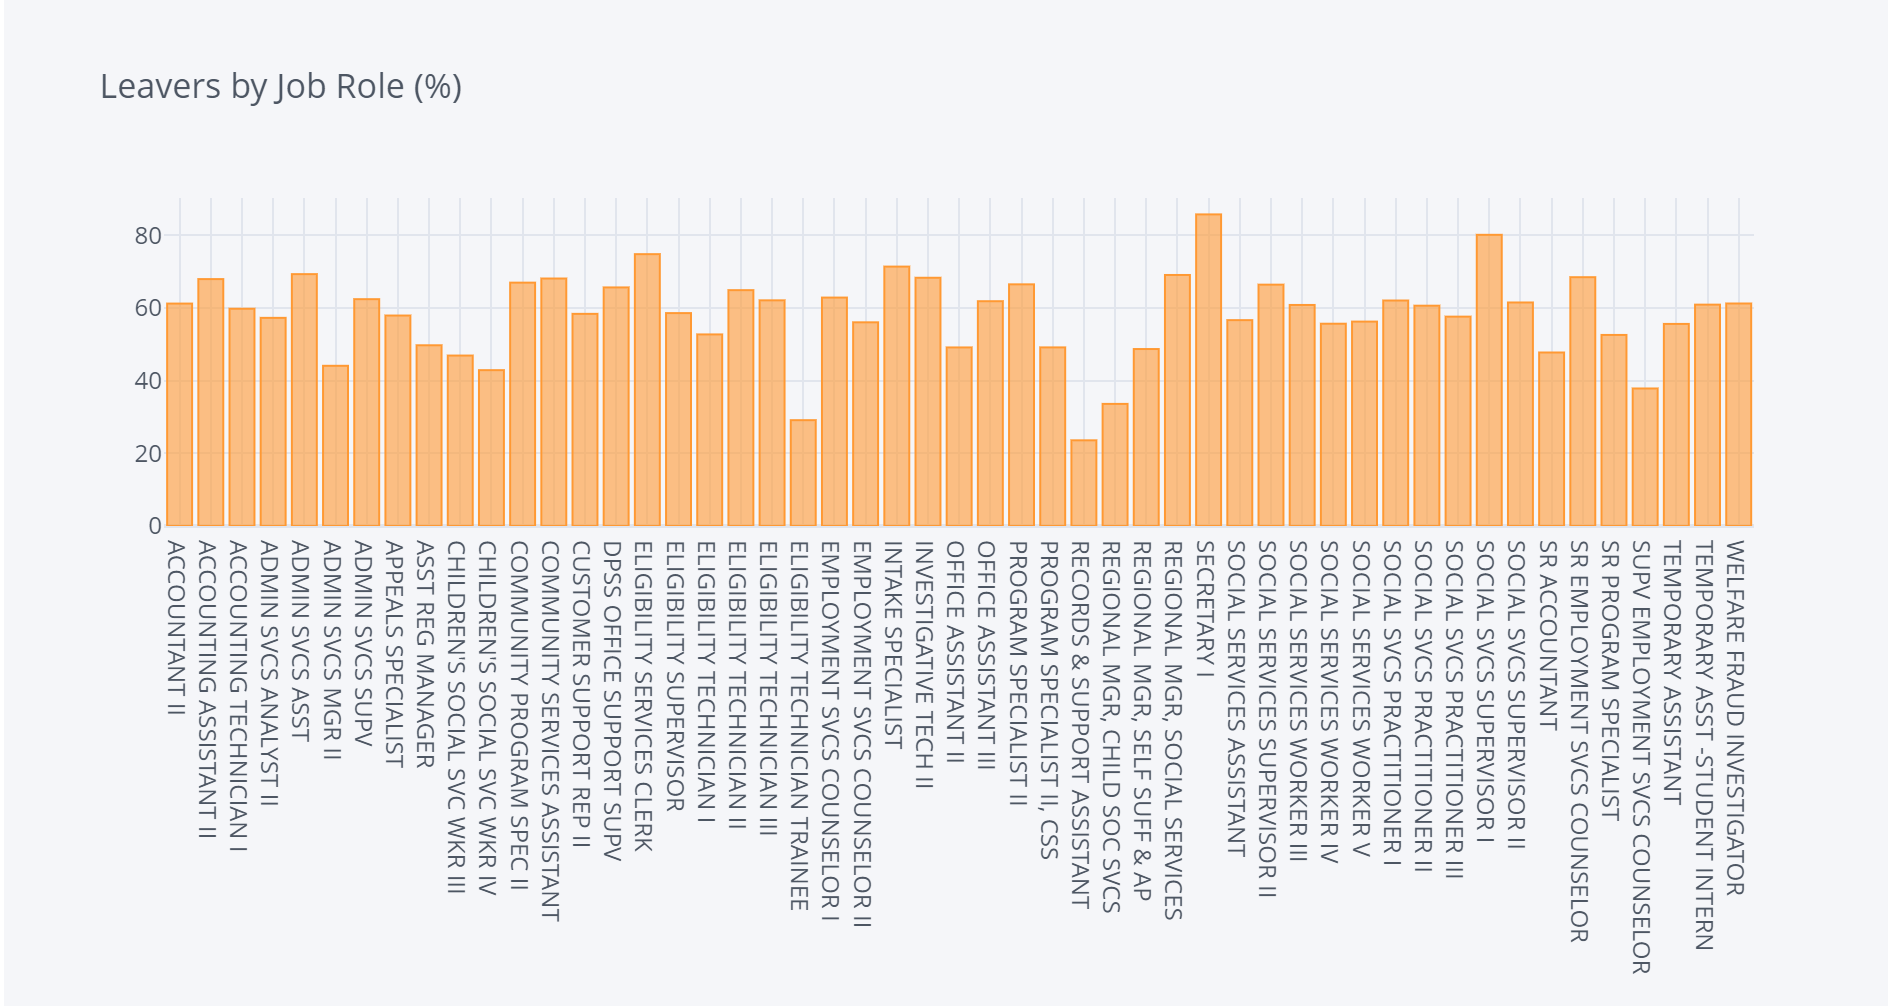 Leavers by Job Role (%)
80
60
40
20
0
ACCOUNTANT II
ACCOUNTING ASSISTANT II
ACCOUNTING TECHNICIAN I
ADMIN SVCS ANALYST II
ADMIN SVCS ASST
ADMIN SVCS MGR II
ADMIN SVCS SUPV
APPEALS SPECIALIST
ASST REG MANAGER
CHILDREN'S SOCIAL SVC WKR III
CHILDREN'S SOCIAL SVC WKR IV
COMMUNITY PROGRAM SPEC II
COMMUNITY SERVICES ASSISTANT
CUSTOMER SUPPORT REP II
DPSS OFFICE SUPPORT SUPV
ELIGIBILITY SERVICES CLERK
ELIGIBILITY SUPERVISOR
ELIGIBILITY TECHNICIAN I
ELIGIBILITY TECHNICIAN II
ELIGIBILITY TECHNICIAN III
ELIGIBILITY TECHNICIAN TRAINEE
EMPLOYMENT SVCS COUNSELOR I
EMPLOYMENT SVCS COUNSELOR II
INTAKE SPECIALIST
INVESTIGATIVE TECH II
OFFICE ASSISTANT II
OFFICE ASSISTANT III
PROGRAM SPECIALIST II
PROGRAM SPECIALIST II, CSS
RECORDS & SUPPORT ASSISTANT
REGIONAL MGR, CHILD SOC SVCS
REGIONAL MGR, SELF SUFF & AP
REGIONAL MGR, SOCIAL SERVICES
SECRETARY I
SOCIAL SERVICES ASSISTANT
SOCIAL SERVICES SUPERVISOR II
SOCIAL SERVICES WORKER III
SOCIAL SERVICES WORKER IV
SOCIAL SERVICES WORKER V
SOCIAL SVCS PRACTITIONER I
SOCIAL SVCS PRACTITIONER II
SOCIAL SVCS PRACTITIONER III
SOCIAL SVCS SUPERVISOR I
SOCIAL SVCS SUPERVISOR II
SR ACCOUNTANT
SR EMPLOYMENT SVCS COUNSELOR
SR PROGRAM SPECIALIST
SUPV EMPLOYMENT SVCS COUNSELOR
TEMPORARY ASSISTANT
TEMPORARY ASST -STUDENT INTERN
WELFARE FRAUD INVESTIGATOR